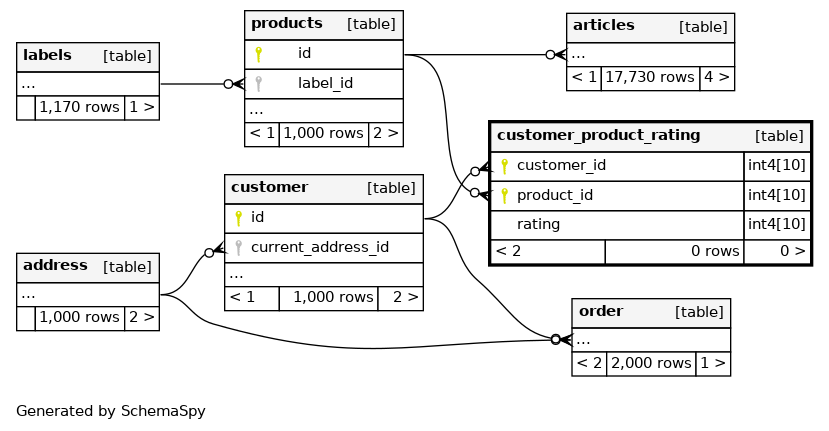 labels [table]
...
1,170 rows 1 >
products [table]
id
label_id
...
< 1 1,000 rows 2 >
articles [table]
...
< 1 17,730 rows 4 >
customer_product_rating [table]
customer_id int4[10]
product_id int4[10]
rating int4[10]
< 2 0 rows 0 >
customer [table]
id
current_address_id
...
< 1 1,000 rows 2 >
address [table]
...
1,000 rows 2 >
order [table]
...
< 2 2,000 rows 1 >
Generated by SchemaSpy